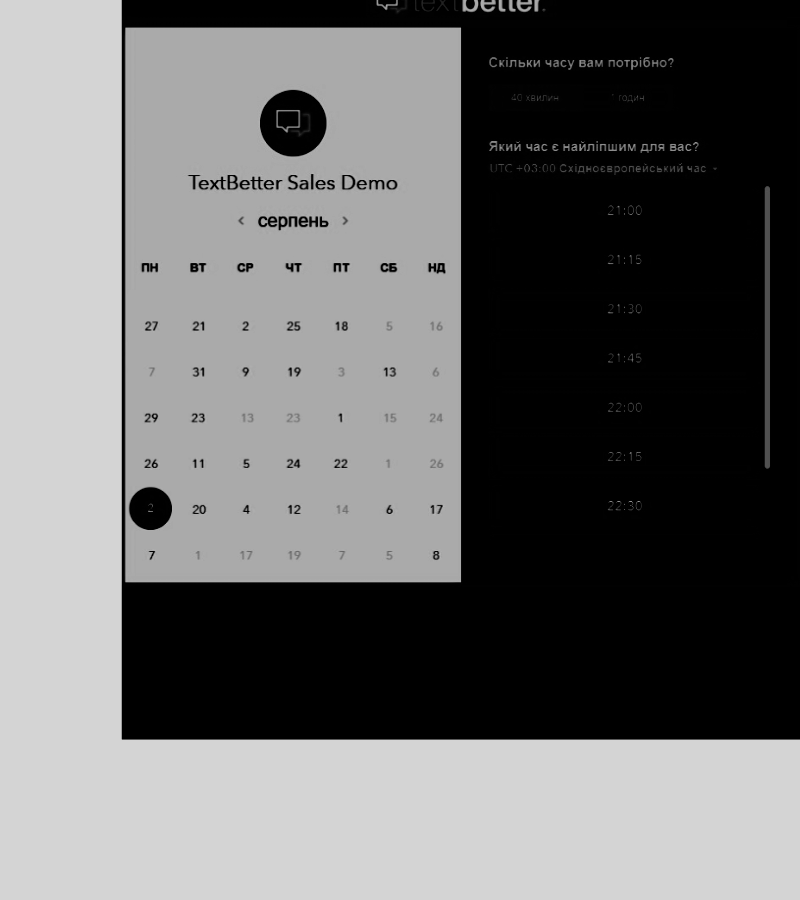 textbetter.
TextBetter Sales Demo
< серпень >
ПН ВТ СР ЧТ ПТ СБ НД
27 21 2 25 18 5 16
7 31 9 19 3 13 6
29 23 13 23 1 15 24
26 11 5 24 22 1 26
2 20 4 12 14 6 17
7 1 17 19 7 5 8
Скільки часу вам потрібно?
40 хвилин 1 годин
Який час є найліпшим для вас?
UTC +03:00 Східноєвропейський час
21:00
21:15
21:30
21:45
22:00
22:15
22:30